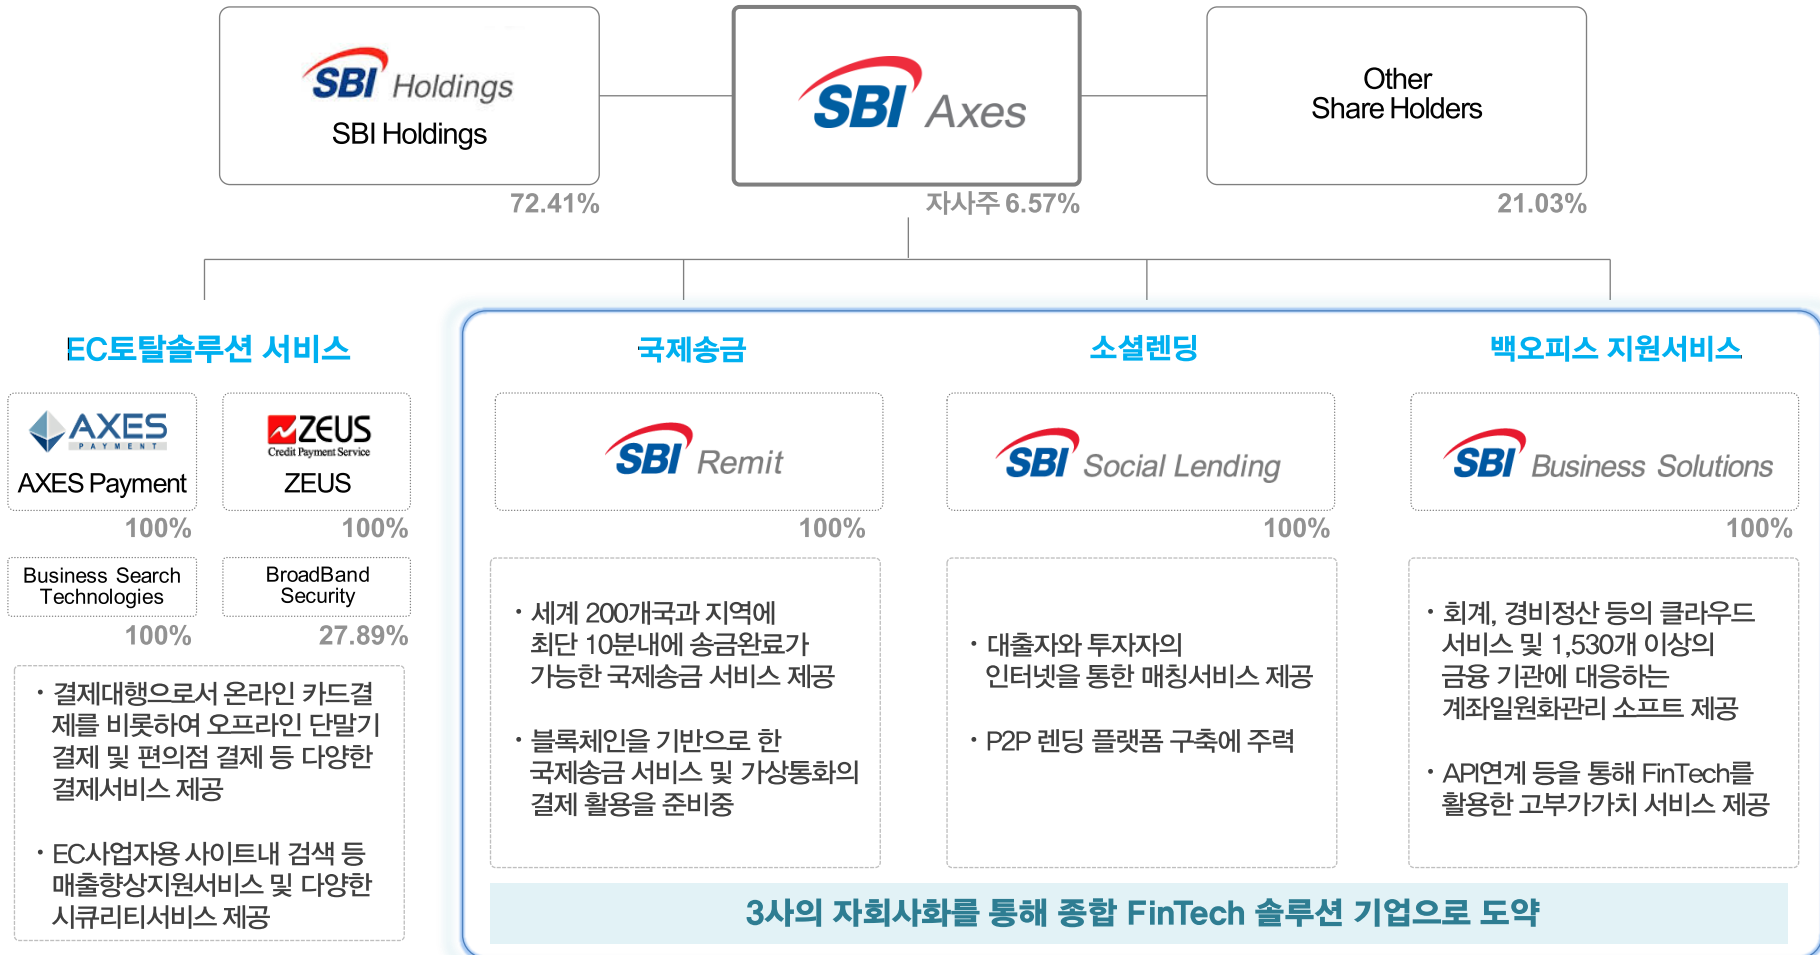 SBI Holdings
SBI Holdings
72.41%
SBI Axes
자사주 6.57%
Other
Share Holders
21.03%
EC토탈솔루션 서비스
AXES
PAYMENT
AXES Payment
100%
ZEUS
Credit Payment Service
ZEUS
100%
Business Search
Technologies
100%
BroadBand
Security
27.89%
· 결제대행으로서 온라인 카드결
제를 비롯하여 오프라인 단말기
결제 및 편의점 결제 등 다양한
결제서비스 제공
· EC사업자용 사이트내 검색 등
매출향상지원서비스 및 다양한
시큐리티서비스 제공
국제송금
SBI Remit
100%
· 세계 200개국과 지역에
최단 10분내에 송금완료가
가능한 국제송금 서비스 제공
· 블록체인을 기반으로 한
국제송금 서비스 및 가상통화의
결제 활용을 준비중
소셜렌딩
SBI Social Lending
100%
· 대출자와 투자자의
인터넷을 통한 매칭서비스 제공
· P2P 렌딩 플랫폼 구축에 주력
백오피스 지원서비스
SBI Business Solutions
100%
· 회계, 경비정산 등의 클라우드
서비스 및 1,530개 이상의
금융 기관에 대응하는
계좌일원화관리 소프트 제공
· API연계 등을 통해 FinTech를
활용한 고부가가치 서비스 제공
3사의 자회사화를 통해 종합 FinTech 솔루션 기업으로 도약